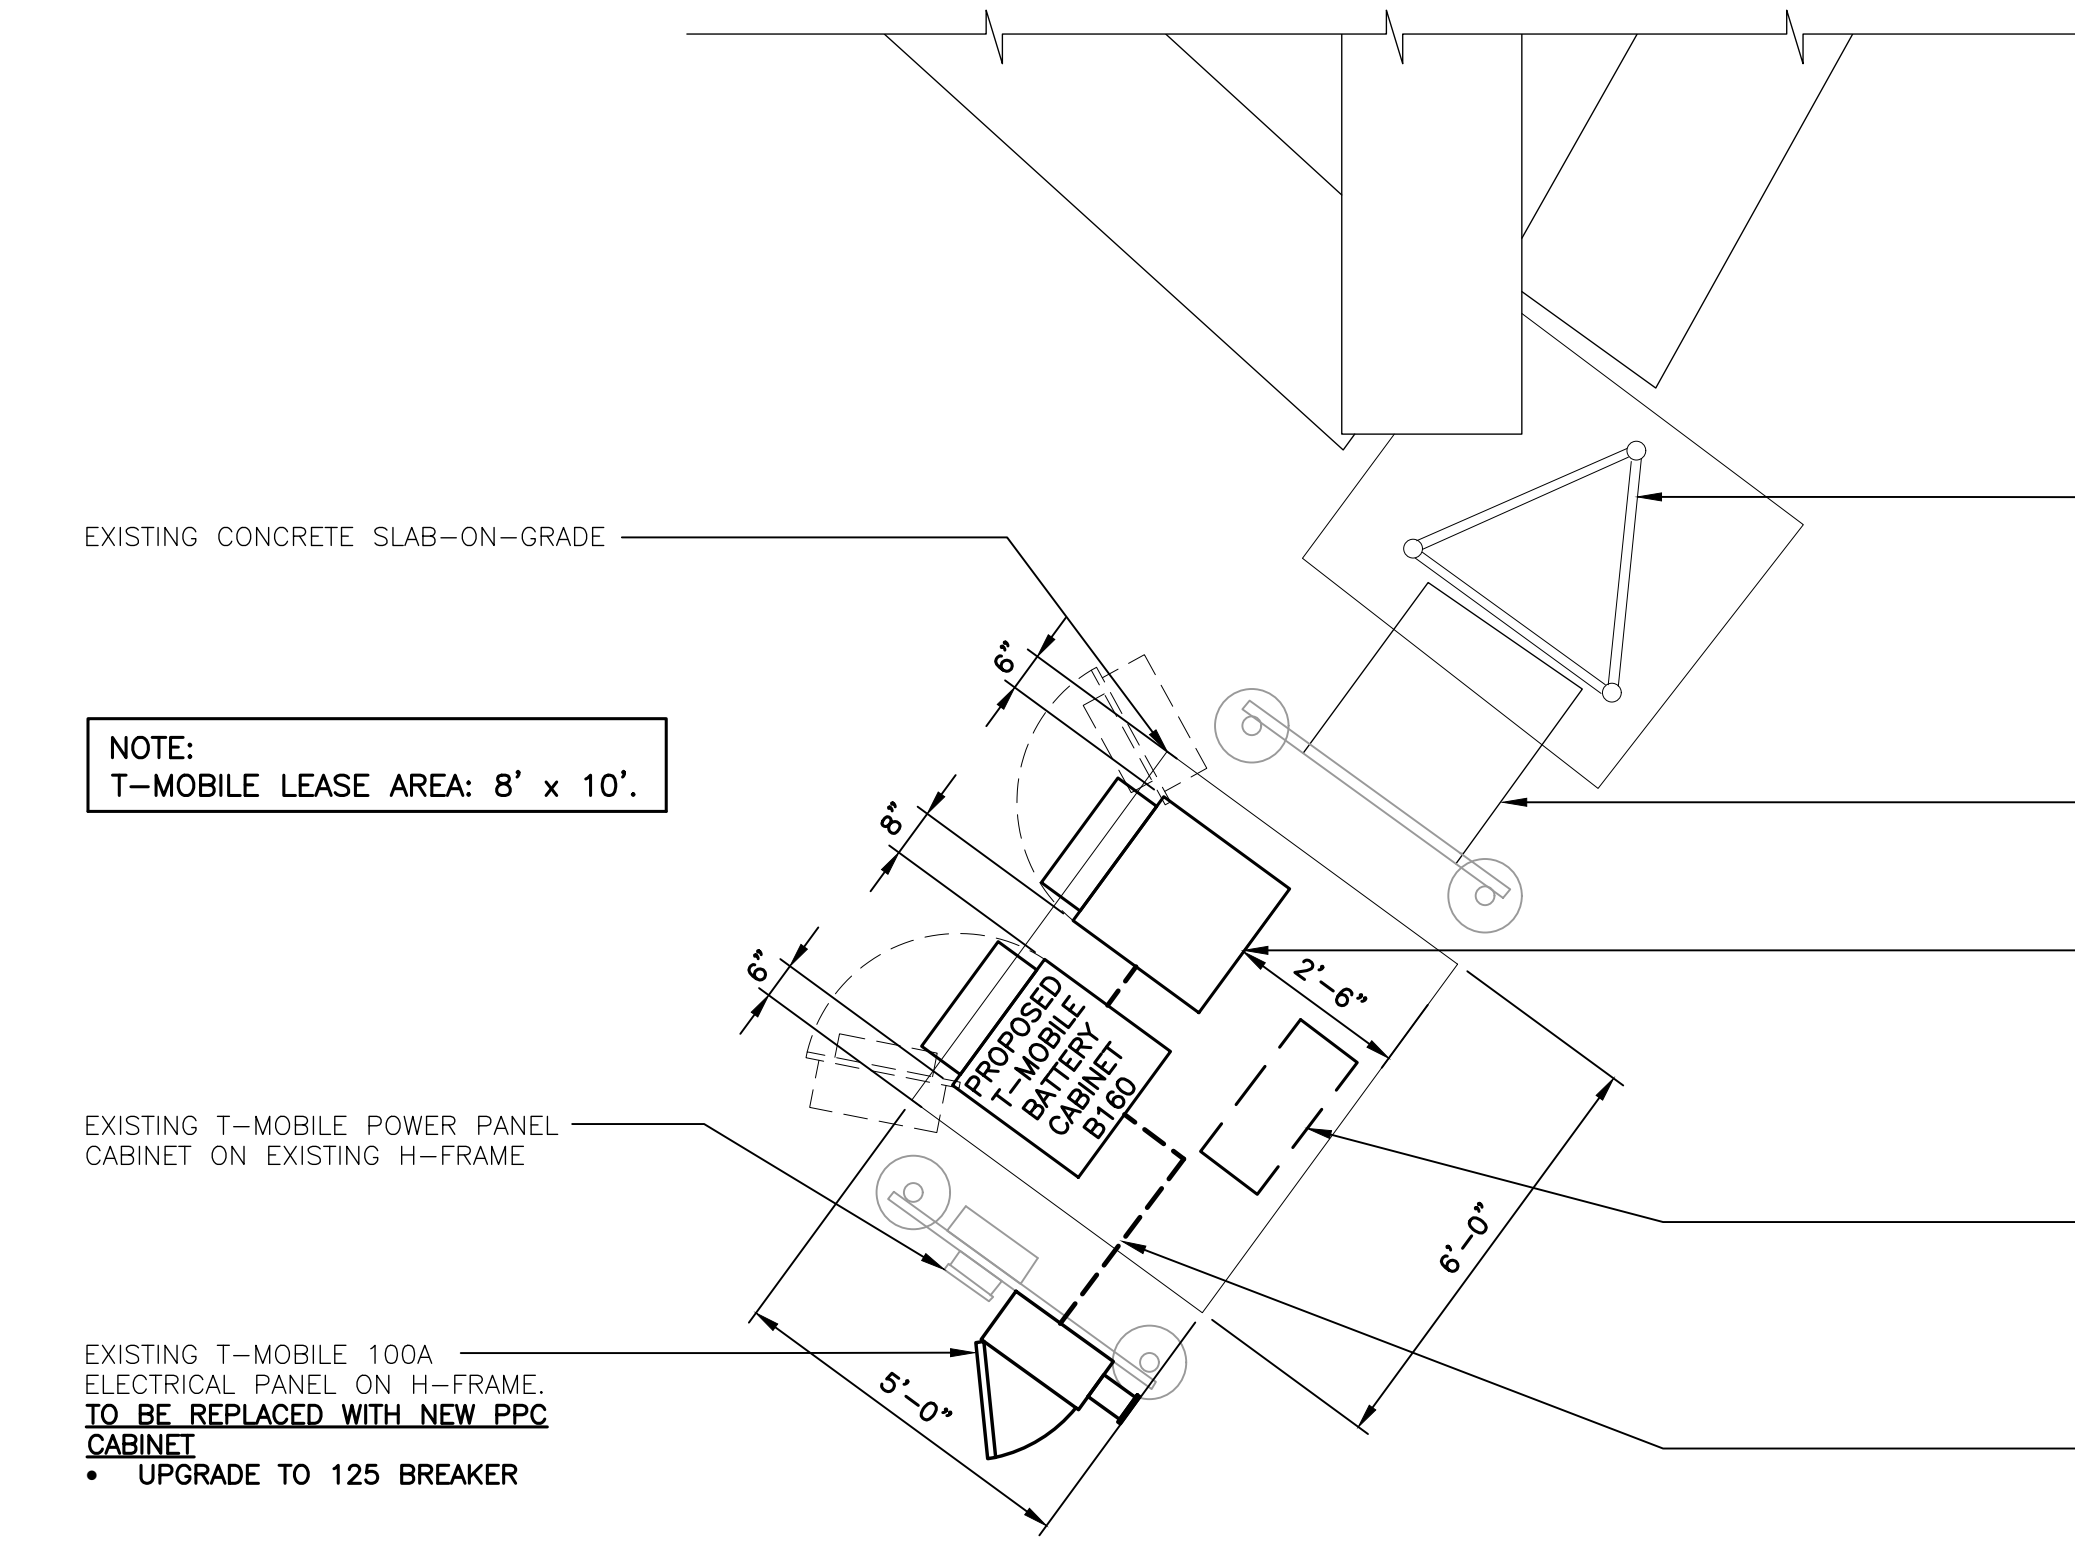 EXISTING CONCRETE SLAB-ON-GRADE
6"
NOTE:
T-MOBILE LEASE AREA: 8' x 10'.
8"
6"
2'-6"
PROPOSED
T-MOBILE
BATTERY
CABINET
B160
EXISTING T-MOBILE POWER PANEL
CABINET ON EXISTING H-FRAME
6'-0"
EXISTING T-MOBILE 100A
ELECTRICAL PANEL ON H-FRAME.
TO BE REPLACED WITH NEW PPC
CABINET
• UPGRADE TO 125 BREAKER
5'-0"